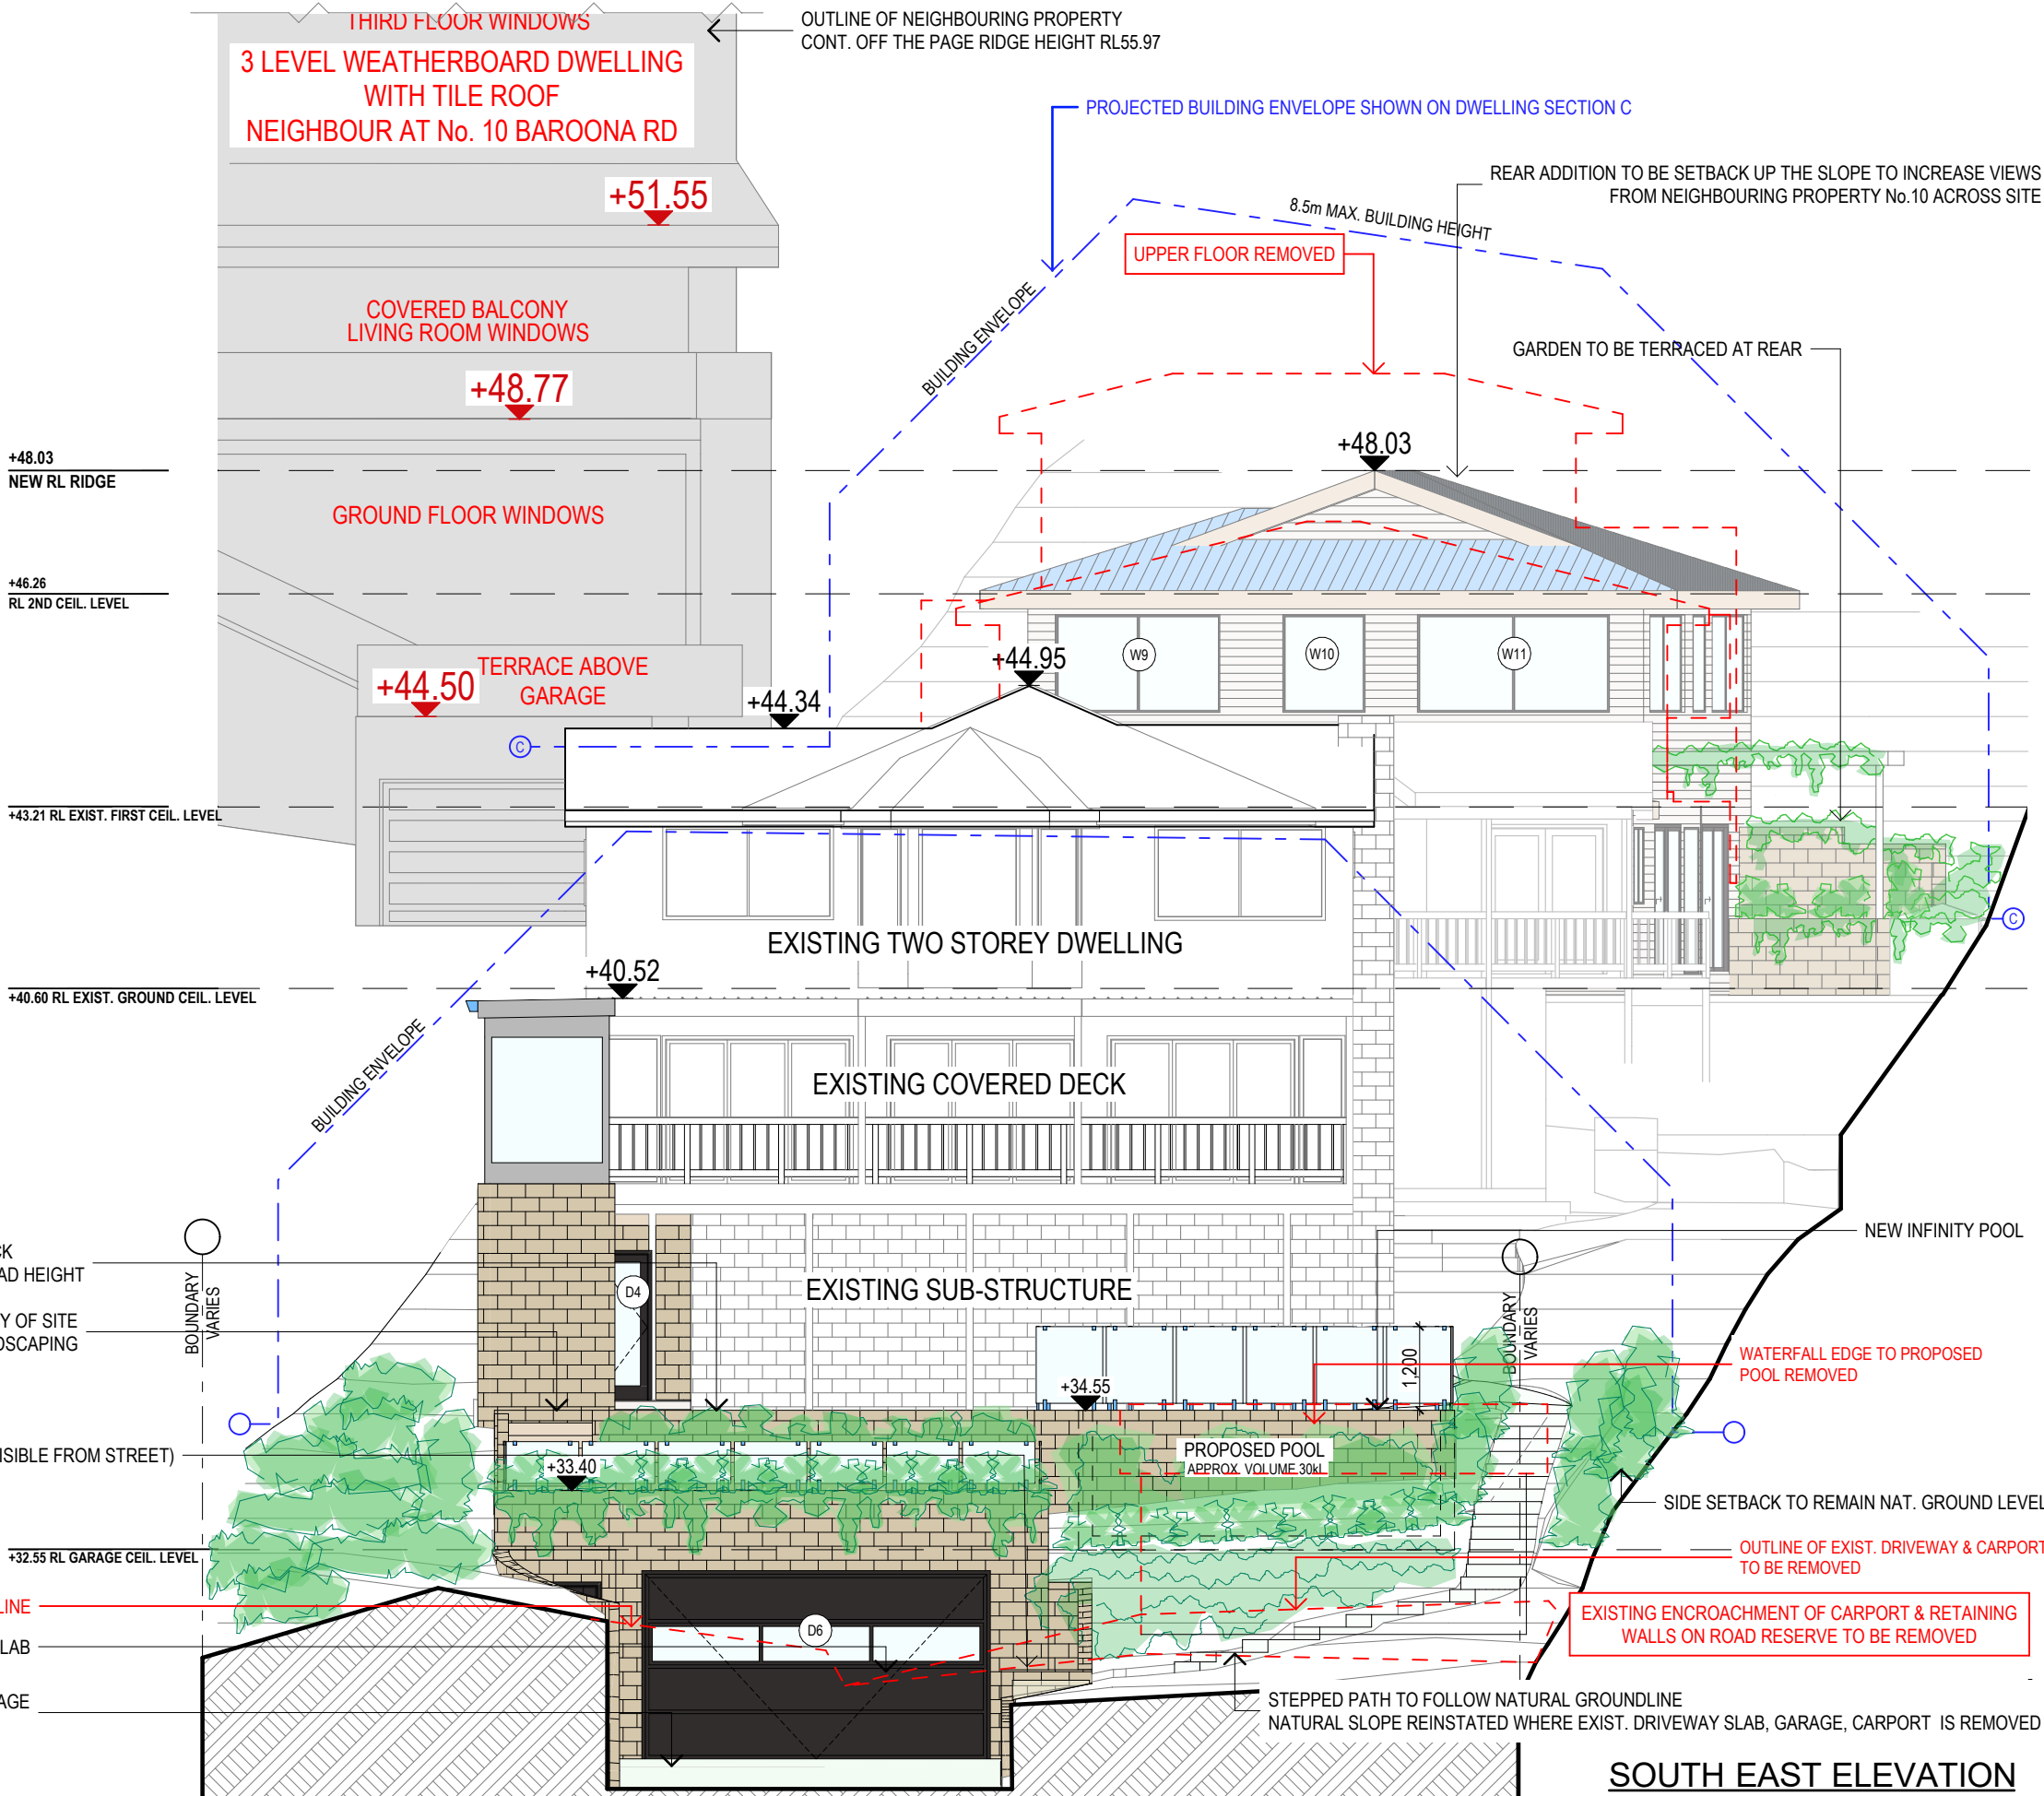 THIRD FLOOR WINDOWS
3 LEVEL WEATHERBOARD DWELLING
WITH TILE ROOF
NEIGHBOUR AT No. 10 BAROONA RD
OUTLINE OF NEIGHBOURING PROPERTY
CONT. OFF THE PAGE RIDGE HEIGHT RL55.97
PROJECTED BUILDING ENVELOPE SHOWN ON DWELLING SECTION C
REAR ADDITION TO BE SETBACK UP THE SLOPE TO INCREASE VIEWS
FROM NEIGHBOURING PROPERTY No.10 ACROSS SITE
+51.55
8.5m MAX. BUILDING HEIGHT
UPPER FLOOR REMOVED
BUILDING ENVELOPE
COVERED BALCONY
LIVING ROOM WINDOWS
GARDEN TO BE TERRACED AT REAR
+48.77
+48.03
NEW RL RIDGE
+48.03
GROUND FLOOR WINDOWS
+46.26
RL 2ND CEIL. LEVEL
W9
W10
W11
+44.95
TERRACE ABOVE
GARAGE
+44.50
+44.34
C
+43.21 RL EXIST. FIRST CEIL. LEVEL
C
EXISTING TWO STOREY DWELLING
+40.52
+40.60 RL EXIST. GROUND CEIL. LEVEL
BUILDING ENVELOPE
EXISTING COVERED DECK
NEW INFINITY POOL
CK
AD HEIGHT
EXISTING SUB-STRUCTURE
D4
BOUNDARY
VARIES
BOUNDARY
VARIES
Y OF SITE
DSCAPING
1,200
WATERFALL EDGE TO PROPOSED
POOL REMOVED
+34.55
ISIBLE FROM STREET)
PROPOSED POOL
APPROX. VOLUME 30kl
+33.40
SIDE SETBACK TO REMAIN NAT. GROUND LEVEL
+32.55 RL GARAGE CEIL. LEVEL
OUTLINE OF EXIST. DRIVEWAY & CARPORT
TO BE REMOVED
LINE
D6
EXISTING ENCROACHMENT OF CARPORT & RETAINING
WALLS ON ROAD RESERVE TO BE REMOVED
LAB
AGE
STEPPED PATH TO FOLLOW NATURAL GROUNDLINE
NATURAL SLOPE REINSTATED WHERE EXIST. DRIVEWAY SLAB, GARAGE, CARPORT IS REMOVED
SOUTH EAST ELEVATION